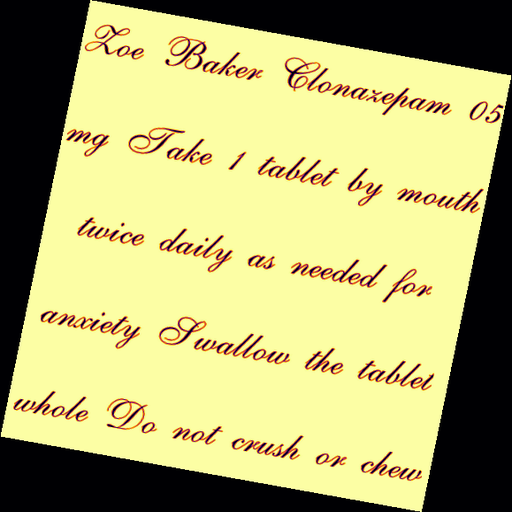 Zoe Baker Clonazepam 05
mg Take 1 tablet by mouth
twice daily as needed for
anxiety Swallow the tablet
whole Do not crush or chew